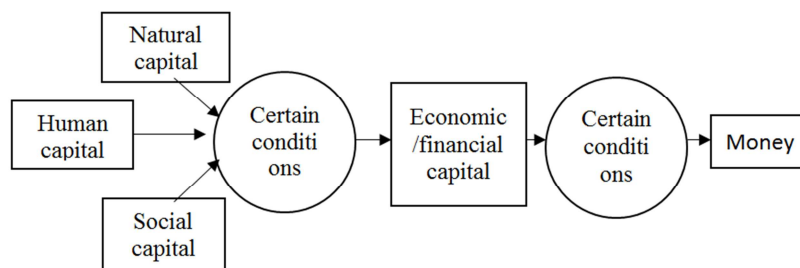 Natural
capital
Human
capital
Social
capital
Certain
conditi
ons
Economic
/financial
capital
Certain
conditi
ons
Money